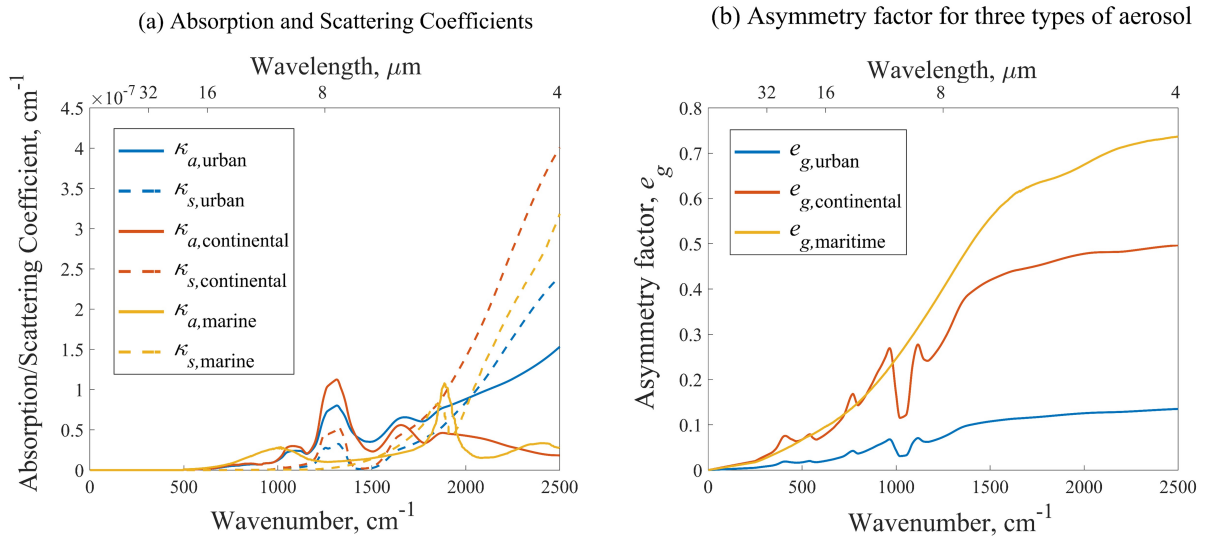 (a) Absorption and Scattering Coefficients
Wavelength, μm
×10⁻⁷ 32 16 8 4
Absorption/Scattering Coefficient, cm⁻¹
4.5
4
3.5
3
2.5
2
1.5
1
0.5
0
κa,urban
κs,urban
κa,continental
κs,continental
κa,marine
κs,marine
0 500 1000 1500 2000 2500
Wavenumber, cm⁻¹
(b) Asymmetry factor for three types of aerosol
Wavelength, μm
32 16 8 4
Asymmetry factor, eg
0.8
0.7
0.6
0.5
0.4
0.3
0.2
0.1
0
eg,urban
eg,continental
eg,maritime
0 500 1000 1500 2000 2500
Wavenumber, cm⁻¹